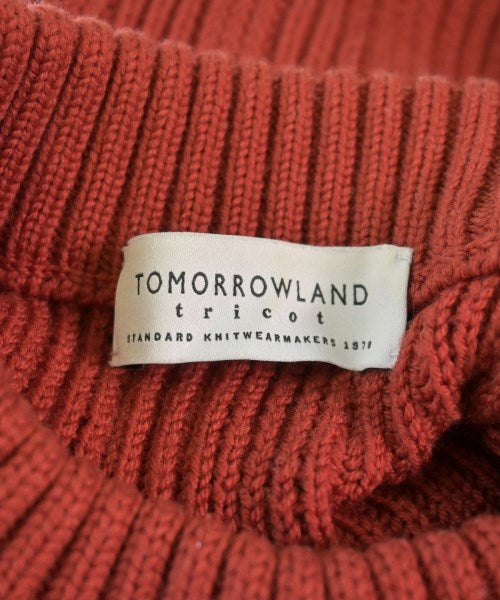 TOMORROWLAND
tricot
STANDARD KNITWEARMAKERS 1978